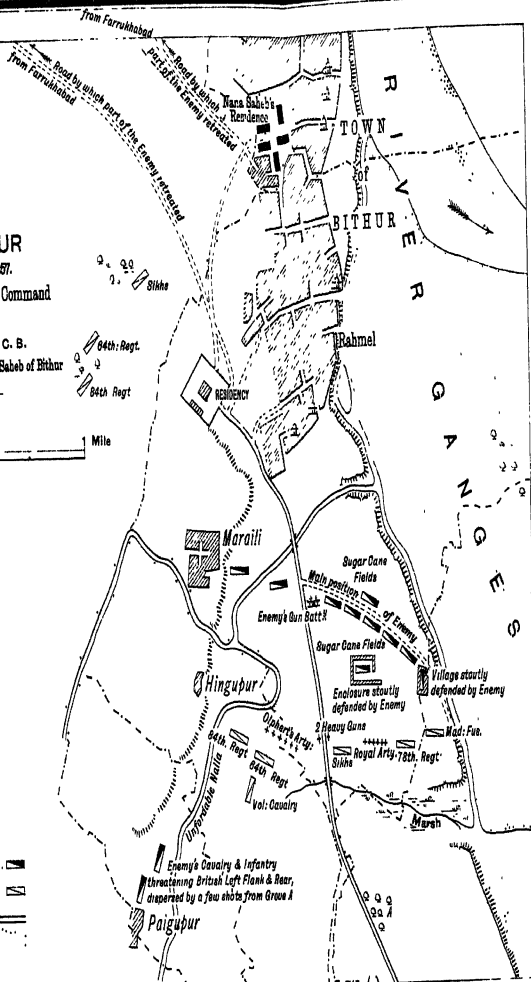 from Farrukhabad
Road by which part of the Enemy retreated
from Farrukhabad
Road by which
part of the Enemy retreated
Nana Saheb's
Residence
TOWN
of
BITHUR
RIVER GANGES
UR
57.
Command
C. B.
Saheb of Bithur
Sikhs
64th: Regt.
84th Regt
1 Mile
Rahmel
RESIDENCY
Maraili
Sugar Cane
Fields
Main position of Enemy
Enemy's Gun Battry
Sugar Cane Fields
Enclosure stoutly
defended by Enemy
Village stoutly
defended by Enemy
Hingupur
Olphert's Arty:
2 Heavy Guns
Mad: Fus.
84th. Regt
64th Regt
Sikhs
Royal Arty.
78th. Regt
Vol: Cavalry
Unfordable Nalla
Marsh
Enemy's Cavalry & Infantry
threatening British Left Flank & Rear,
dispersed by a few shots from Grove A
A
Paigupur